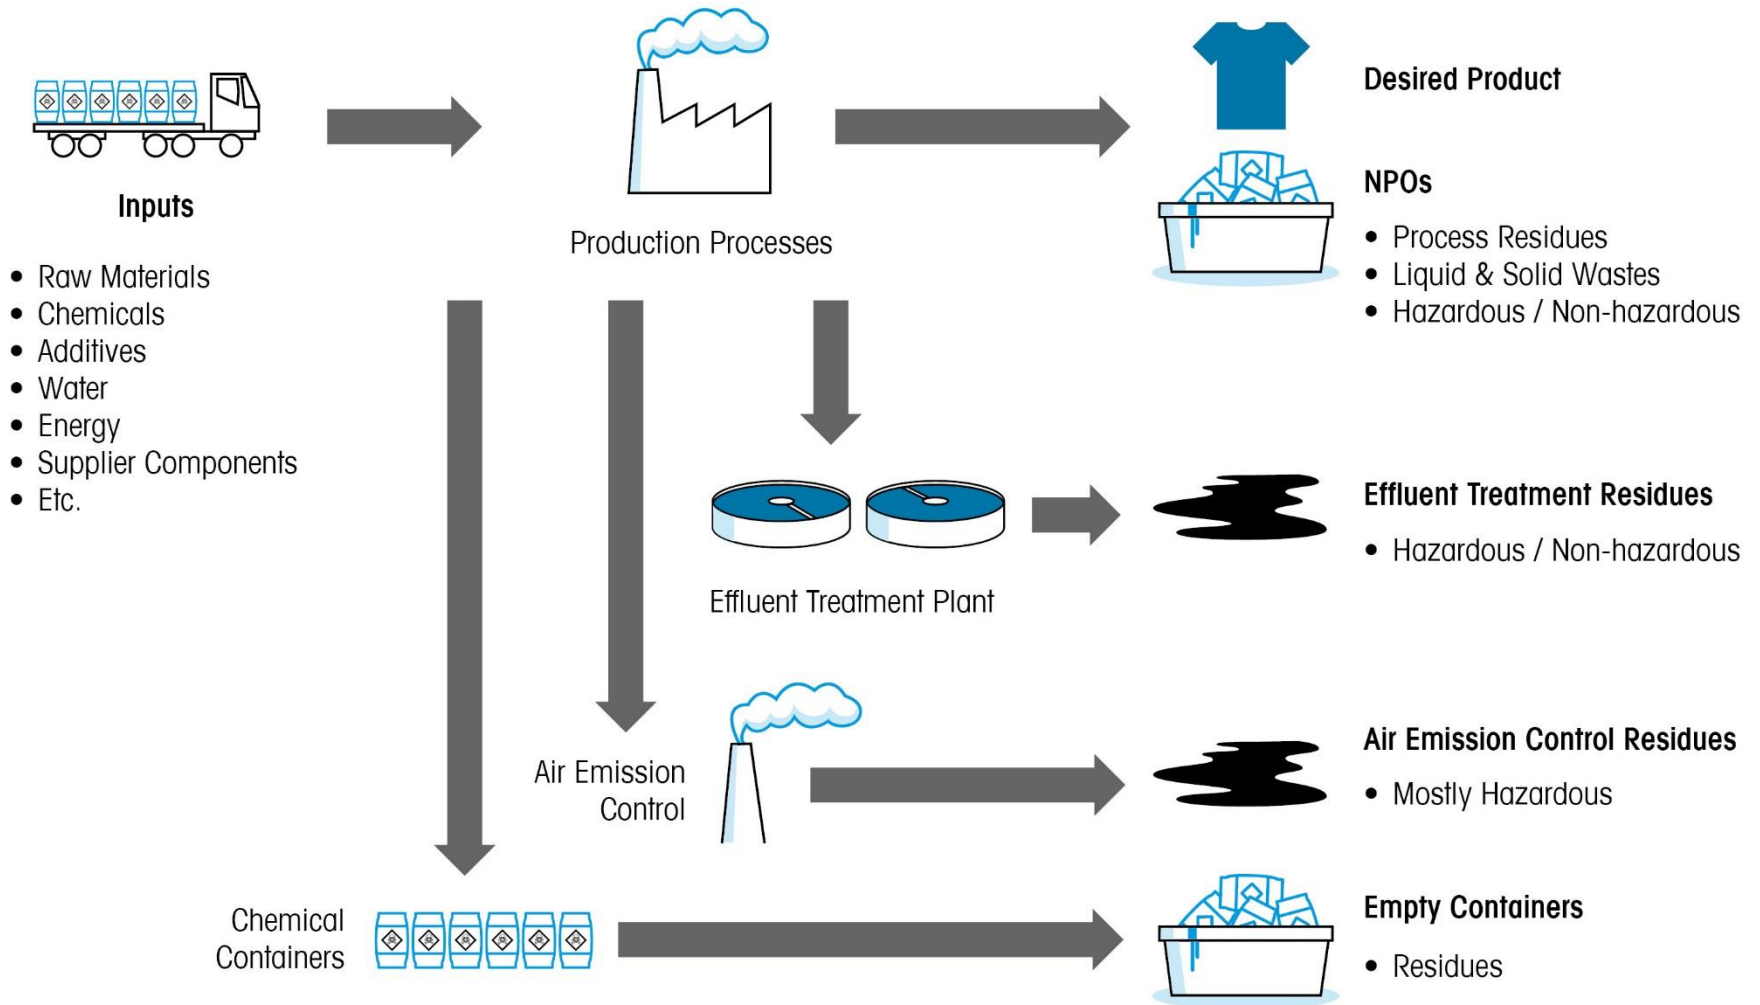 Inputs
• Raw Materials
• Chemicals
• Additives
• Water
• Energy
• Supplier Components
• Etc.
Production Processes
Desired Product
NPOs
• Process Residues
• Liquid & Solid Wastes
• Hazardous / Non-hazardous
Effluent Treatment Plant
Effluent Treatment Residues
• Hazardous / Non-hazardous
Air Emission
Control
Air Emission Control Residues
• Mostly Hazardous
Chemical
Containers
Empty Containers
• Residues